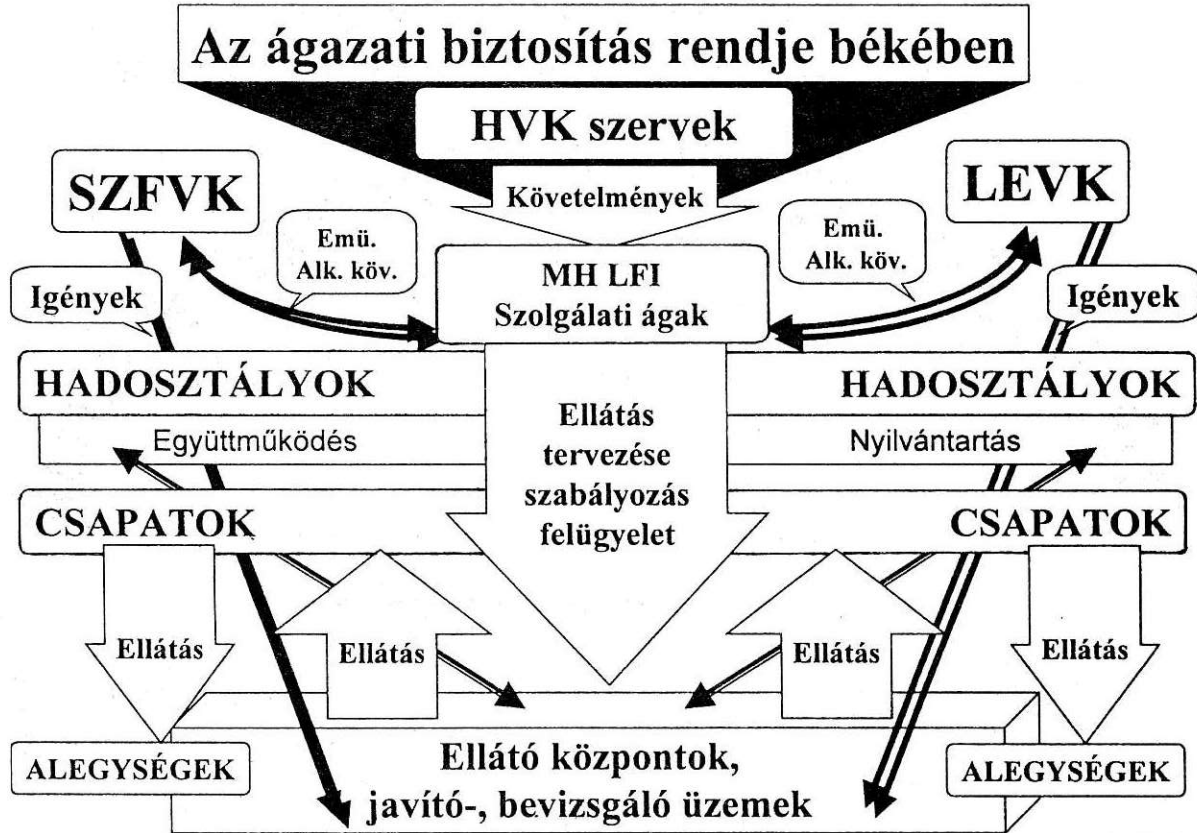 Az ágazati biztosítás rendje békében
HVK szervek
SZFVK
LEVK
Követelmények
Emü.
Alk. köv.
Emü.
Alk. köv.
MH LFI
Szolgálati ágak
Igények
Igények
HADOSZTÁLYOK
HADOSZTÁLYOK
Együttműködés
Nyilvántartás
Ellátás
tervezése
szabályozás
felügyelet
CSAPATOK
CSAPATOK
Ellátás
Ellátás
Ellátás
Ellátás
ALEGYSÉGEK
Ellátó központok,
javító-, bevizsgáló üzemek
ALEGYSÉGEK